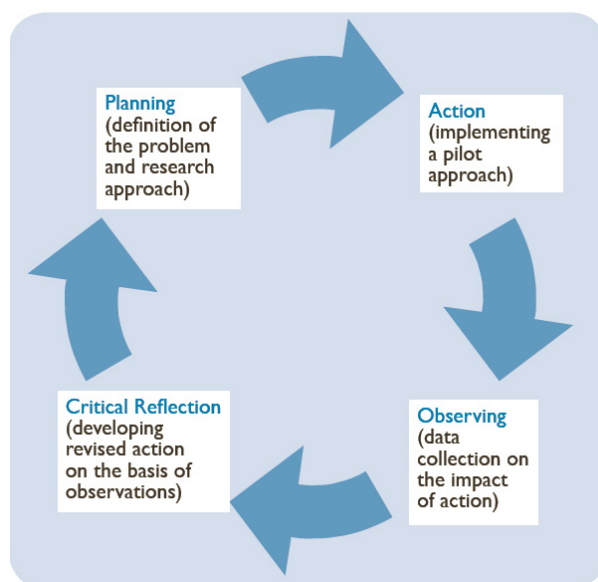 Planning
(definition of
the problem
and research
approach)
Action
(implementing
a pilot
approach)
Observing
(data
collection on
the impact
of action)
Critical Reflection
(developing
revised action
on the basis of
observations)